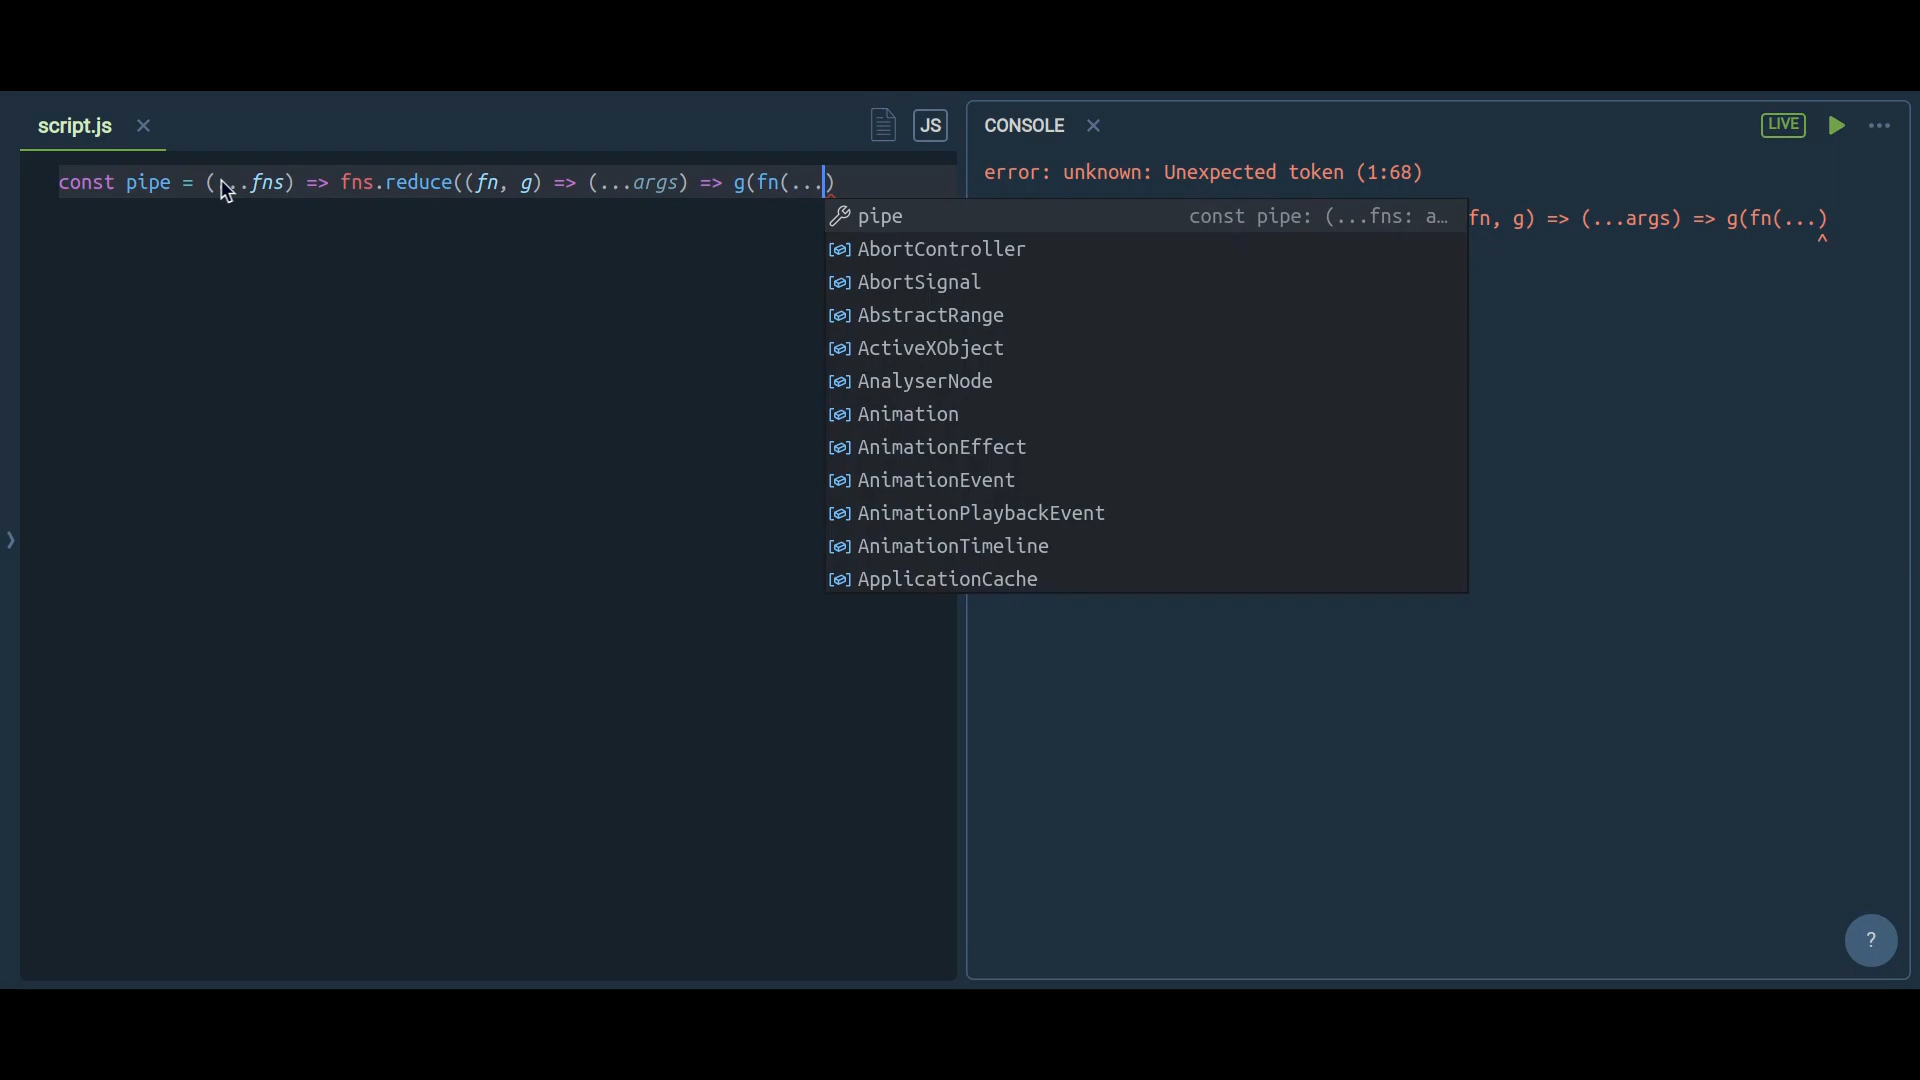 script.js
JS
CONSOLE
LIVE
const pipe = (...fns) => fns.reduce((fn, g) => (...args) => g(fn(...)
error: unknown: Unexpected token (1:68)
pipe const pipe: (...fns: a…
fn, g) => (...args) => g(fn(...)
^
AbortController
AbortSignal
AbstractRange
ActiveXObject
AnalyserNode
Animation
AnimationEffect
AnimationEvent
AnimationPlaybackEvent
AnimationTimeline
ApplicationCache
?